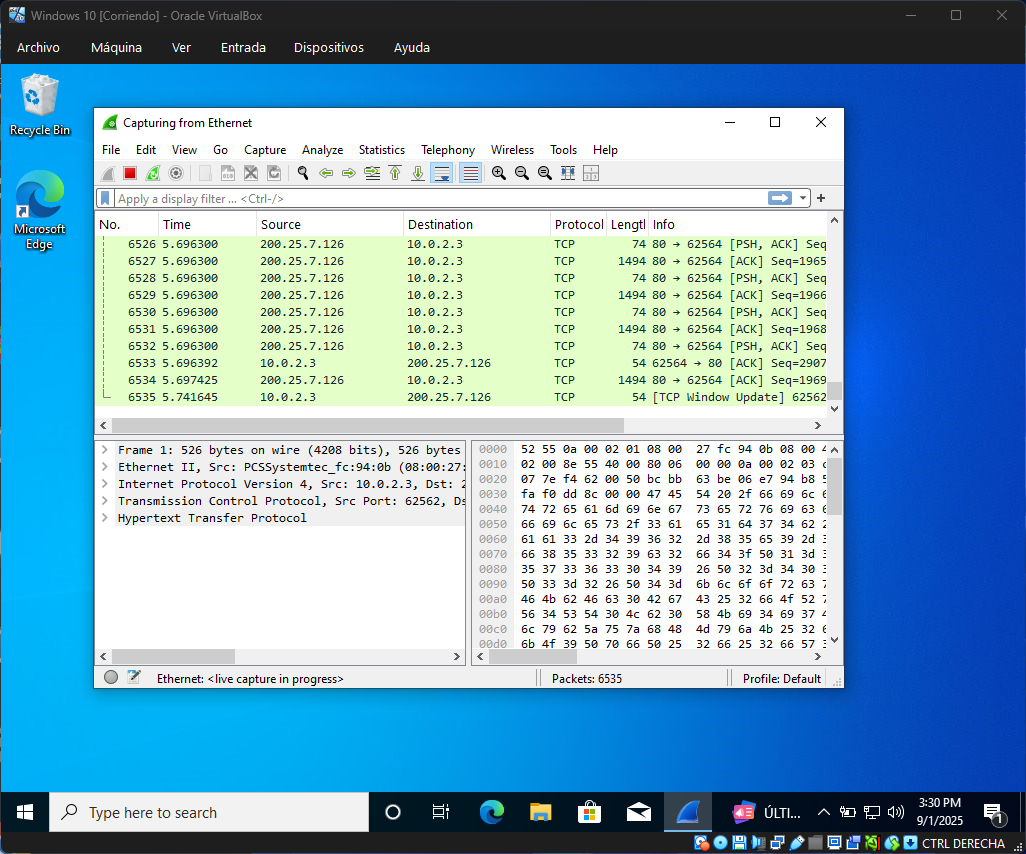 Windows 10 [Corriendo] - Oracle VirtualBox
Archivo Máquina Ver Entrada Dispositivos Ayuda
Recycle Bin
Microsoft
Edge
Capturing from Ethernet
File Edit View Go Capture Analyze Statistics Telephony Wireless Tools Help
Apply a display filter ... <Ctrl-/>
No. Time Source Destination Protocol Lengtl Info
6526 5.696300 200.25.7.126 10.0.2.3 TCP 74 80 → 62564 [PSH, ACK] Seq
6527 5.696300 200.25.7.126 10.0.2.3 TCP 1494 80 → 62564 [ACK] Seq=1965
6528 5.696300 200.25.7.126 10.0.2.3 TCP 74 80 → 62564 [PSH, ACK] Seq
6529 5.696300 200.25.7.126 10.0.2.3 TCP 1494 80 → 62564 [ACK] Seq=1966
6530 5.696300 200.25.7.126 10.0.2.3 TCP 74 80 → 62564 [PSH, ACK] Seq
6531 5.696300 200.25.7.126 10.0.2.3 TCP 1494 80 → 62564 [ACK] Seq=1968
6532 5.696300 200.25.7.126 10.0.2.3 TCP 74 80 → 62564 [PSH, ACK] Seq
6533 5.696392 10.0.2.3 200.25.7.126 TCP 54 62564 → 80 [ACK] Seq=2907
6534 5.697425 200.25.7.126 10.0.2.3 TCP 1494 80 → 62564 [ACK] Seq=1969
6535 5.741645 10.0.2.3 200.25.7.126 TCP 54 [TCP Window Update] 62562
Frame 1: 526 bytes on wire (4208 bits), 526 bytes
Ethernet II, Src: PCSSystemtec_fc:94:0b (08:00:27:
Internet Protocol Version 4, Src: 10.0.2.3, Dst: 2
Transmission Control Protocol, Src Port: 62562, Ds
Hypertext Transfer Protocol
0000 52 55 0a 00 02 01 08 00 27 fc 94 0b 08 00 4
0010 02 00 8e 55 40 00 80 06 00 00 0a 00 02 03 c
0020 07 7e f4 62 00 50 bc bb 63 be 06 e7 94 b8 5
0030 fa f0 dd 8c 00 00 47 45 54 20 2f 66 69 6c 6
0040 74 72 65 61 6d 69 6e 67 73 65 72 76 69 63 6
0050 66 69 6c 65 73 2f 33 61 65 31 64 37 34 62 2
0060 61 61 33 2d 34 39 36 32 2d 38 65 39 2d 3
0070 66 38 35 33 32 39 63 32 66 34 3f 50 31 3d 3
0080 35 37 33 36 33 30 34 39 26 50 32 3d 34 30 3
0090 50 33 3d 32 26 50 34 3d 6b 6c 6f 6f 72 63 7
00a0 46 4b 62 46 63 30 42 67 43 25 32 66 4f 52 7
00b0 56 34 53 54 30 4c 62 30 58 4b 69 34 69 37 4
00c0 6c 79 62 5a 75 7a 68 48 4d 79 6a 4b 25 32 6
00d0 6b 4f 39 50 70 66 50 25 32 66 25 32 66 57 3
Ethernet: <live capture in progress> Packets: 6535 Profile: Default
Type here to search
ÚLTI...
3:30 PM
9/1/2025
1
CTRL DERECHA